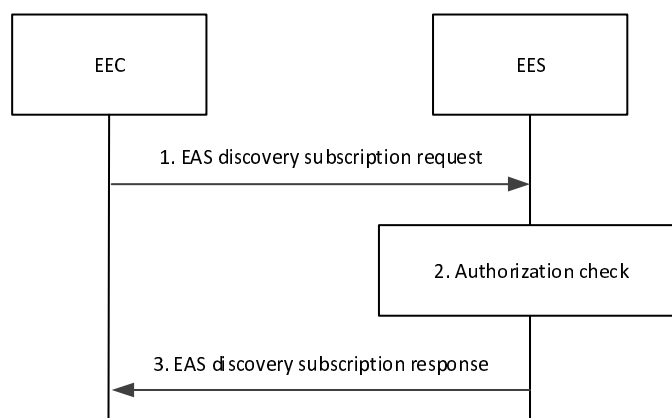 EEC
EES
1. EAS discovery subscription request
2. Authorization check
3. EAS discovery subscription response